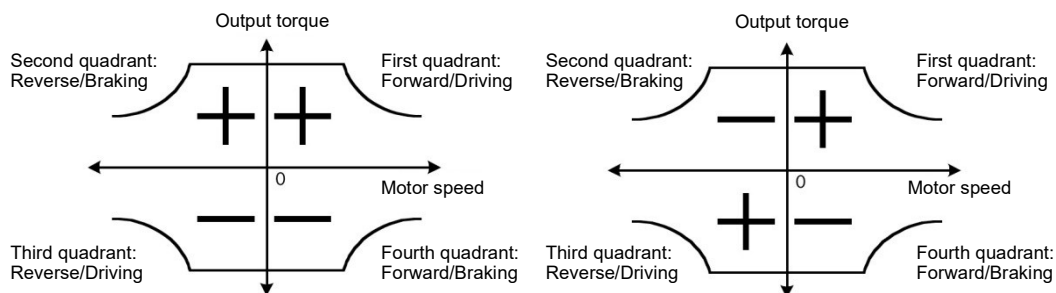 Output torque
Second quadrant:
Reverse/Braking
First quadrant:
Forward/Driving
0
Motor speed
Third quadrant:
Reverse/Driving
Fourth quadrant:
Forward/Braking
Output torque
Second quadrant:
Reverse/Braking
First quadrant:
Forward/Driving
0
Motor speed
Third quadrant:
Reverse/Driving
Fourth quadrant:
Forward/Braking